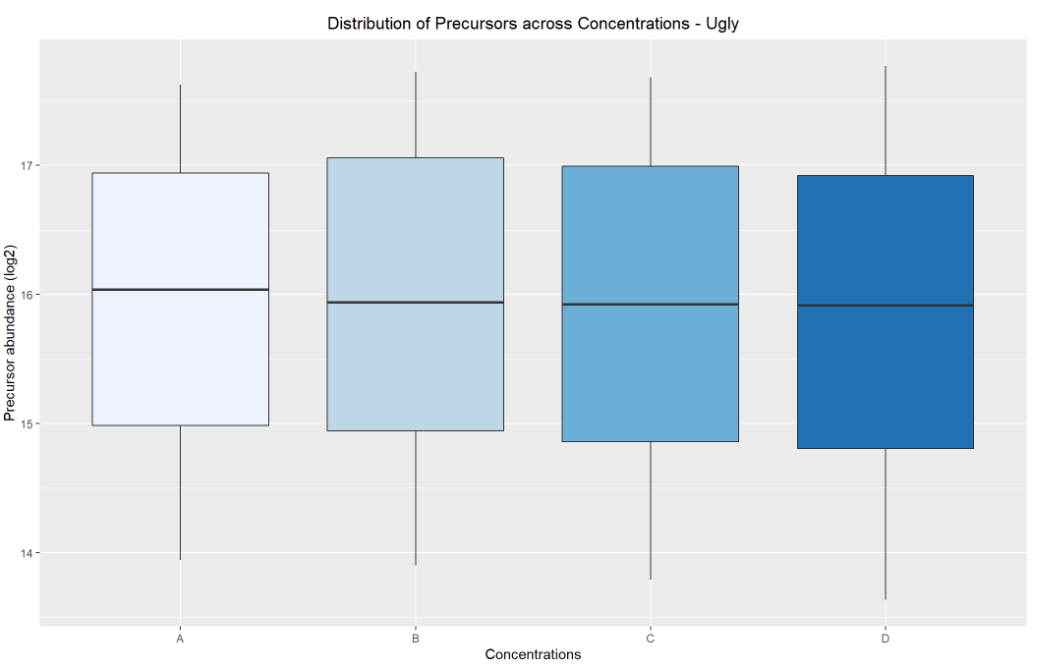 Distribution of Precursors across Concentrations - Ugly
Precursor abundance (log2)
17
16
15
14
A
B
C
D
Concentrations